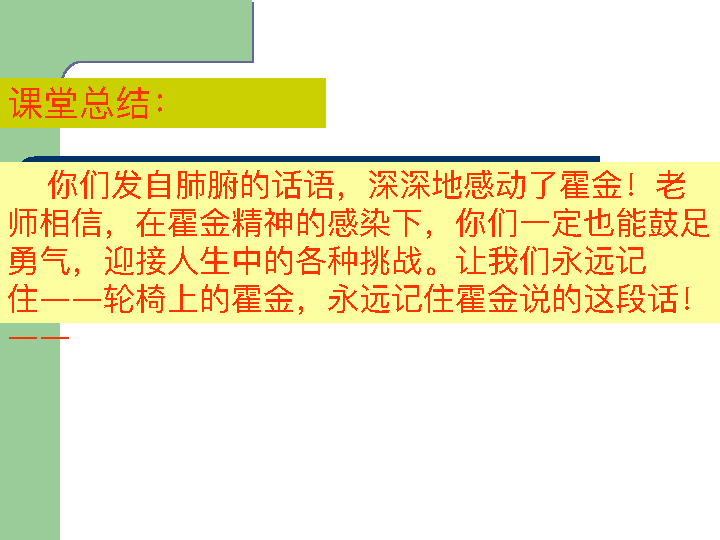 课堂总结：
你们发自肺腑的话语，深深地感动了霍金！老
师相信，在霍金精神的感染下，你们一定也能鼓足
勇气，迎接人生中的各种挑战。让我们永远记
住——轮椅上的霍金，永远记住霍金说的这段话！
——